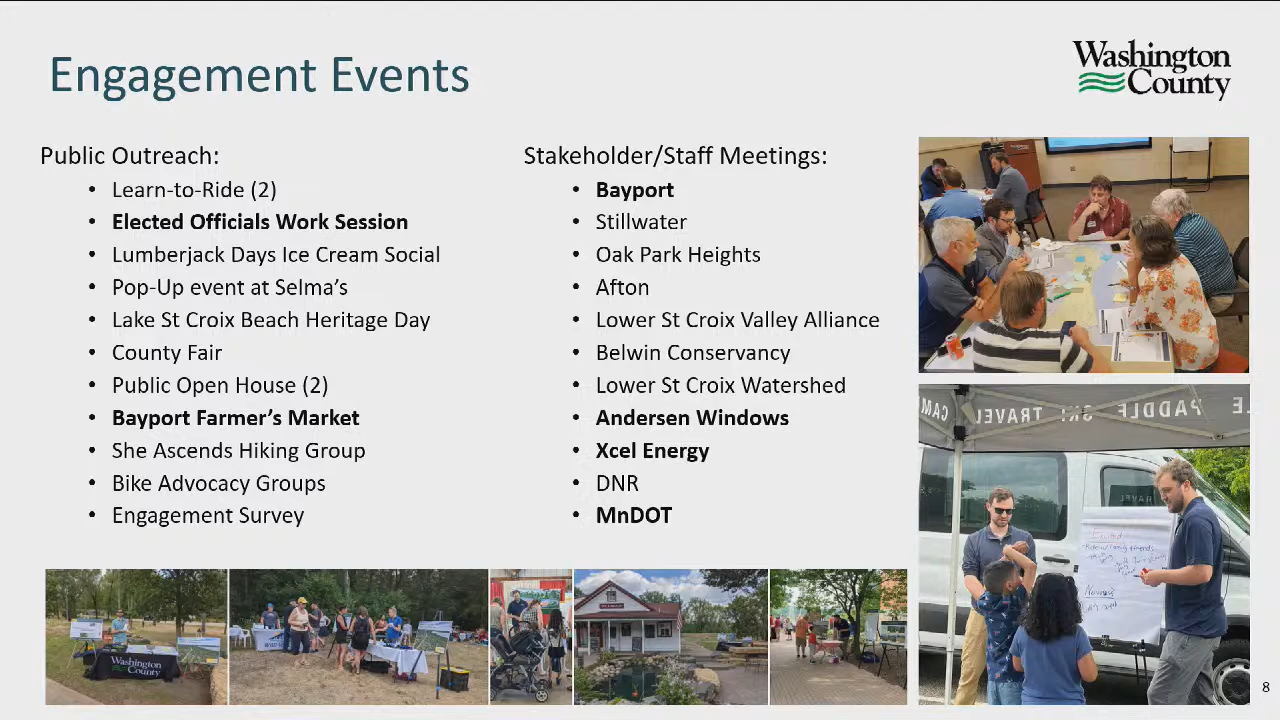 Engagement Events
Washington
County
Public Outreach:
• Learn-to-Ride (2)
• Elected Officials Work Session
• Lumberjack Days Ice Cream Social
• Pop-Up event at Selma’s
• Lake St Croix Beach Heritage Day
• County Fair
• Public Open House (2)
• Bayport Farmer’s Market
• She Ascends Hiking Group
• Bike Advocacy Groups
• Engagement Survey
Stakeholder/Staff Meetings:
• Bayport
• Stillwater
• Oak Park Heights
• Afton
• Lower St Croix Valley Alliance
• Belwin Conservancy
• Lower St Croix Watershed
• Andersen Windows
• Xcel Energy
• DNR
• MnDOT
PADDLE SKI TRAVEL CAM
TRAVEL
Excited
Nervous
Washington
County
8